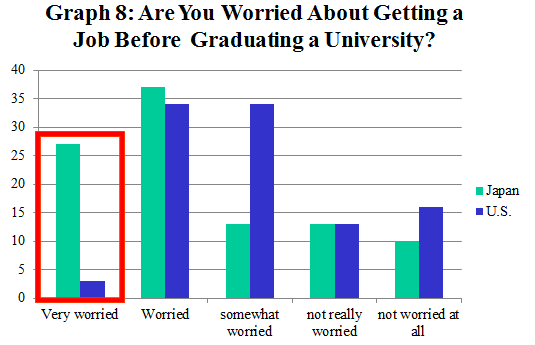 Graph 8: Are You Worried About Getting a
Job Before Graduating a University?
40
35
30
25
20
15
10
5
0
Very worried
Worried
somewhat
worried
not really
worried
not worried at
all
Japan
U.S.